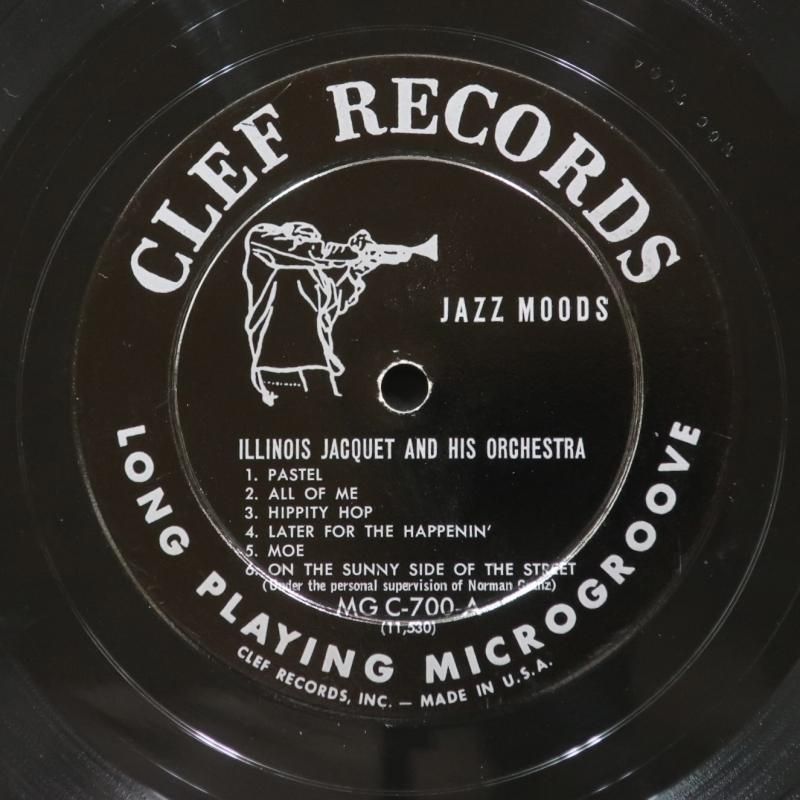 CLEF RECORDS
JAZZ MOODS
ILLINOIS JACQUET AND HIS ORCHESTRA
1. PASTEL
2. ALL OF ME
3. HIPPITY HOP
4. LATER FOR THE HAPPENIN'
5. MOE
6. ON THE SUNNY SIDE OF THE STREET
(Under the personal supervision of Norman Granz)
MG C-700-A
(11,530)
LONG PLAYING MICROGROOVE
CLEF RECORDS, INC. — MADE IN U.S.A.